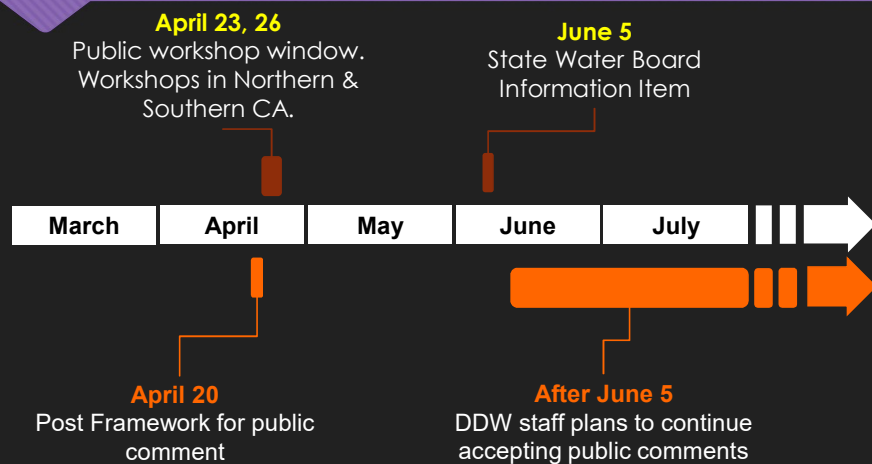 April 23, 26
Public workshop window.
Workshops in Northern &
Southern CA.
June 5
State Water Board
Information Item
March
April
May
June
July
April 20
Post Framework for public
comment
After June 5
DDW staff plans to continue
accepting public comments